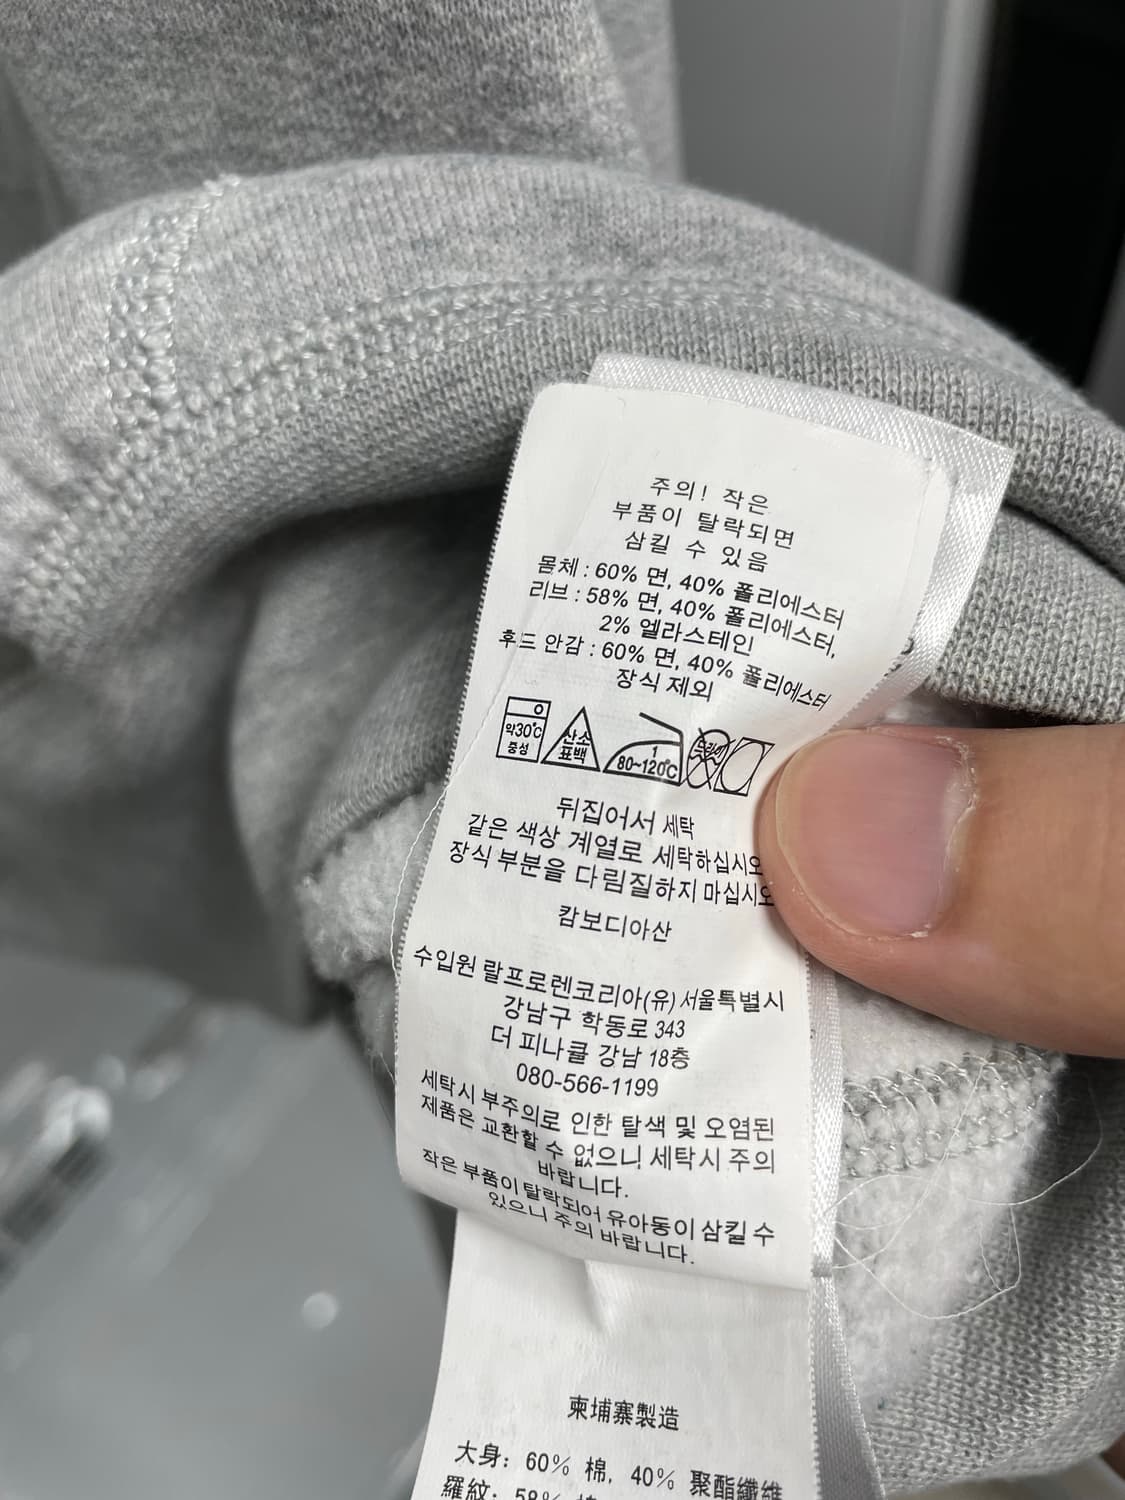 주의! 작은
부품이 탈락되면
삼킬 수 있음
몸체 : 60% 면, 40% 폴리에스터
리브 : 58% 면, 40% 폴리에스터,
2% 엘라스테인
후드 안감 : 60% 면, 40% 폴리에스터
장식 제외
약30℃
중성
산소
표백
1
80~120℃
드라이
뒤집어서 세탁
같은 색상 계열로 세탁하십시오
장식 부분을 다림질하지 마십시오
캄보디아산
수입원 랄프로렌코리아(유) 서울특별시
강남구 학동로 343
더 피나클 강남 18층
080-566-1199
세탁시 부주의로 인한 탈색 및 오염된
제품은 교환할 수 없으니 세탁시 주의
바랍니다.
작은 부품이 탈락되어 유아동이 삼킬 수
있으니 주의 바랍니다.
柬埔寨製造
大身: 60% 棉, 40% 聚酯纖維
羅紋: 58%